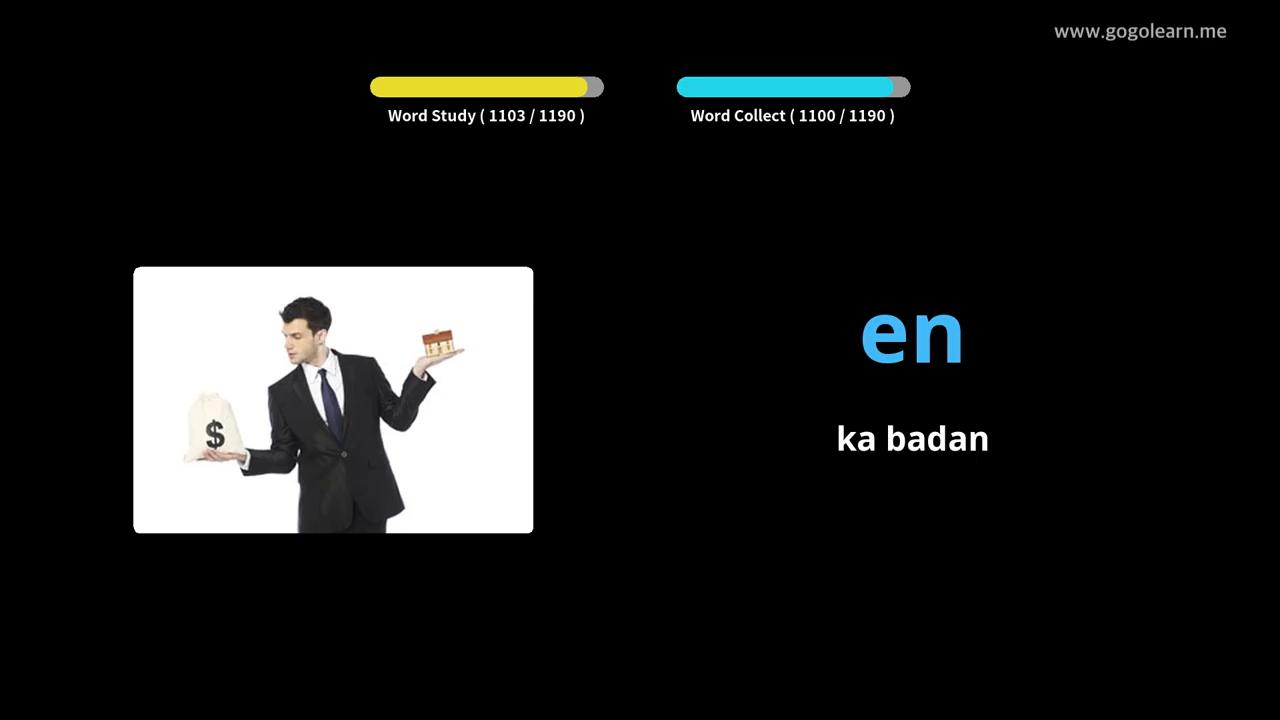 www.gogolearn.me
Word Study ( 1103 / 1190 )
Word Collect ( 1100 / 1190 )
$
en
ka badan